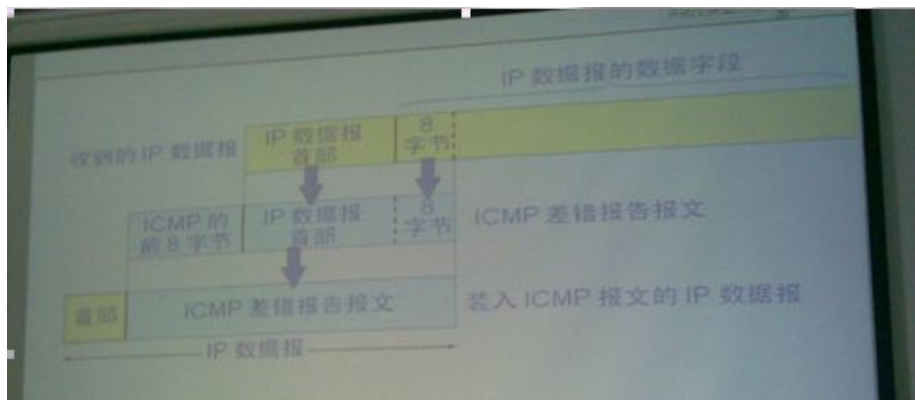 IP 数据报的数据字段
收到的 IP 数据报
IP 数据报
首部
8
字节
ICMP 的
前 8 字节
IP 数据报
首部
8
字节
ICMP 差错报告报文
首部
ICMP 差错报告报文
装入 ICMP 报文的 IP 数据报
IP 数据报